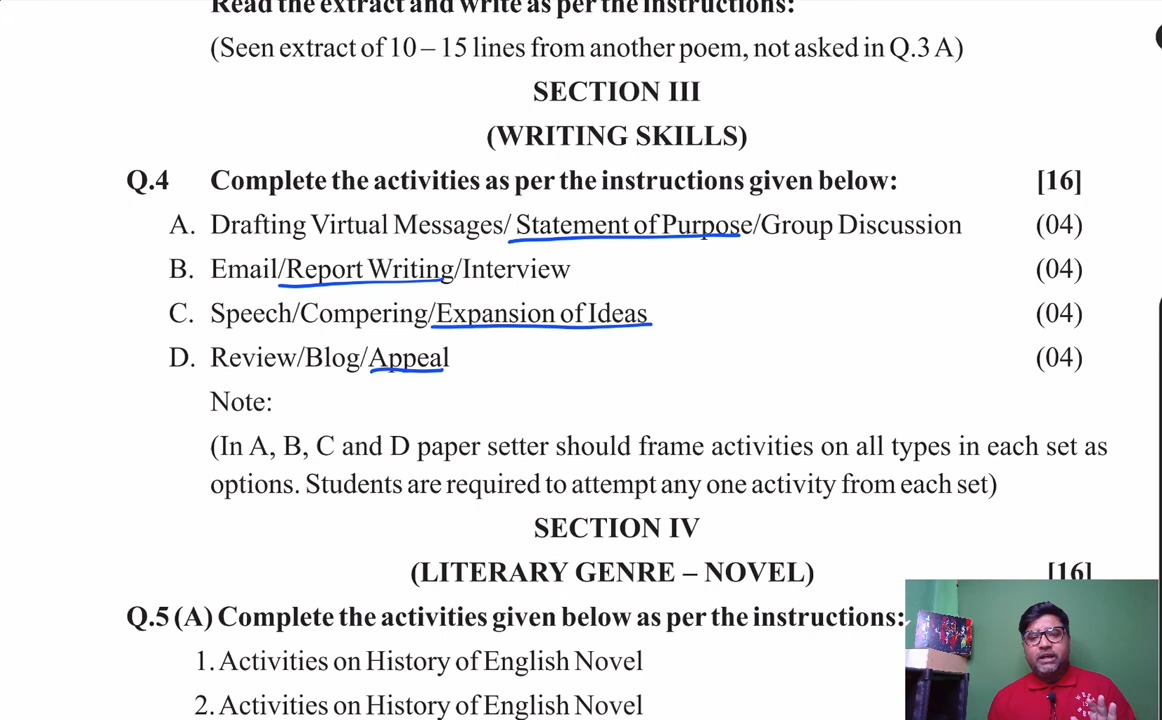 Read the extract and write as per the instructions:
(Seen extract of 10 – 15 lines from another poem, not asked in Q.3 A)
SECTION III
(WRITING SKILLS)
Q.4 Complete the activities as per the instructions given below: [16]
A. Drafting Virtual Messages/ Statement of Purpose/Group Discussion (04)
B. Email/Report Writing/Interview (04)
C. Speech/Compering/Expansion of Ideas (04)
D. Review/Blog/Appeal (04)
Note:
(In A, B, C and D paper setter should frame activities on all types in each set as
options. Students are required to attempt any one activity from each set)
SECTION IV
(LITERARY GENRE – NOVEL) [16]
Q.5 (A) Complete the activities given below as per the instructions:
1. Activities on History of English Novel
2. Activities on History of English Novel